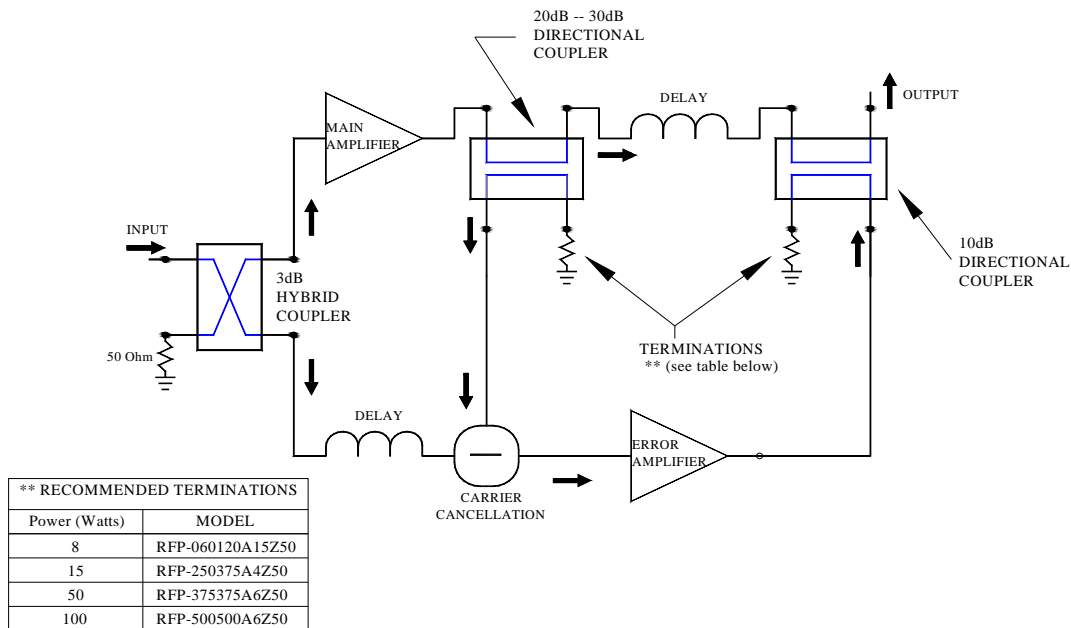 20dB -- 30dB
DIRECTIONAL
COUPLER
DELAY
OUTPUT
MAIN
AMPLIFIER
INPUT
3dB
HYBRID
COUPLER
10dB
DIRECTIONAL
COUPLER
50 Ohm
TERMINATIONS
** (see table below)
DELAY
ERROR
AMPLIFIER
CARRIER
CANCELLATION
** RECOMMENDED TERMINATIONS
Power (Watts) MODEL
8 RFP-060120A15Z50
15 RFP-250375A4Z50
50 RFP-375375A6Z50
100 RFP-500500A6Z50